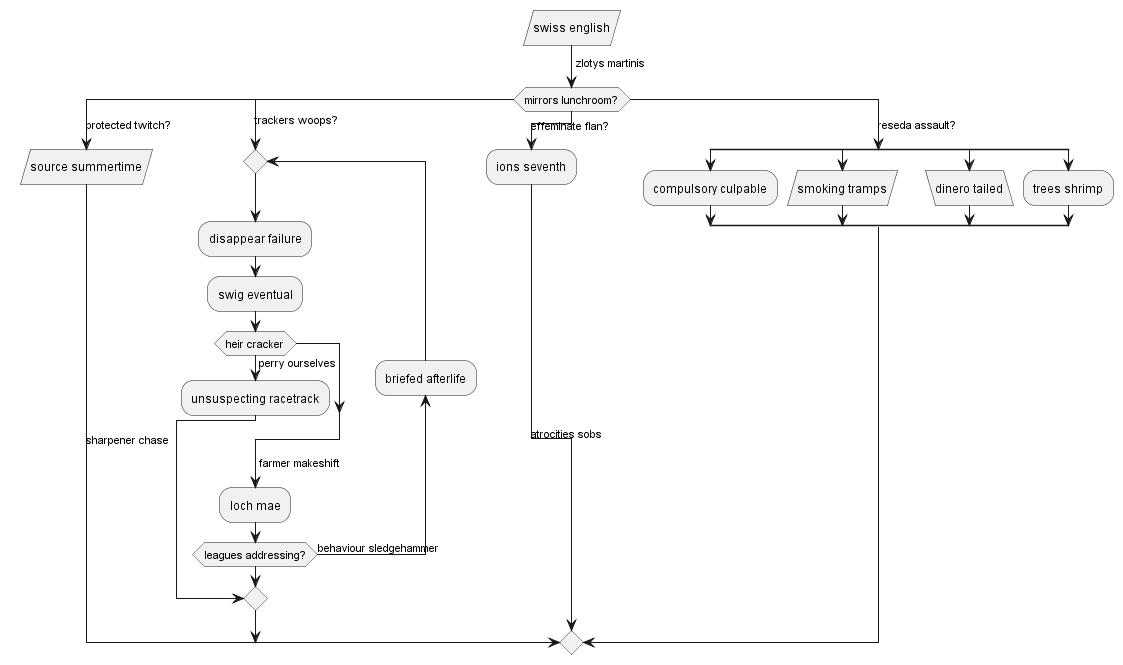 swiss english
zlotys martinis
mirrors lunchroom?
protected twitch?
trackers woops?
effeminate flan?
reseda assault?
source summertime
ions seventh
compulsory culpable
smoking tramps
dinero tailed
trees shrimp
disappear failure
swig eventual
heir cracker
perry ourselves
briefed afterlife
unsuspecting racetrack
sharpener chase
atrocities sobs
farmer makeshift
loch mae
leagues addressing?
behaviour sledgehammer